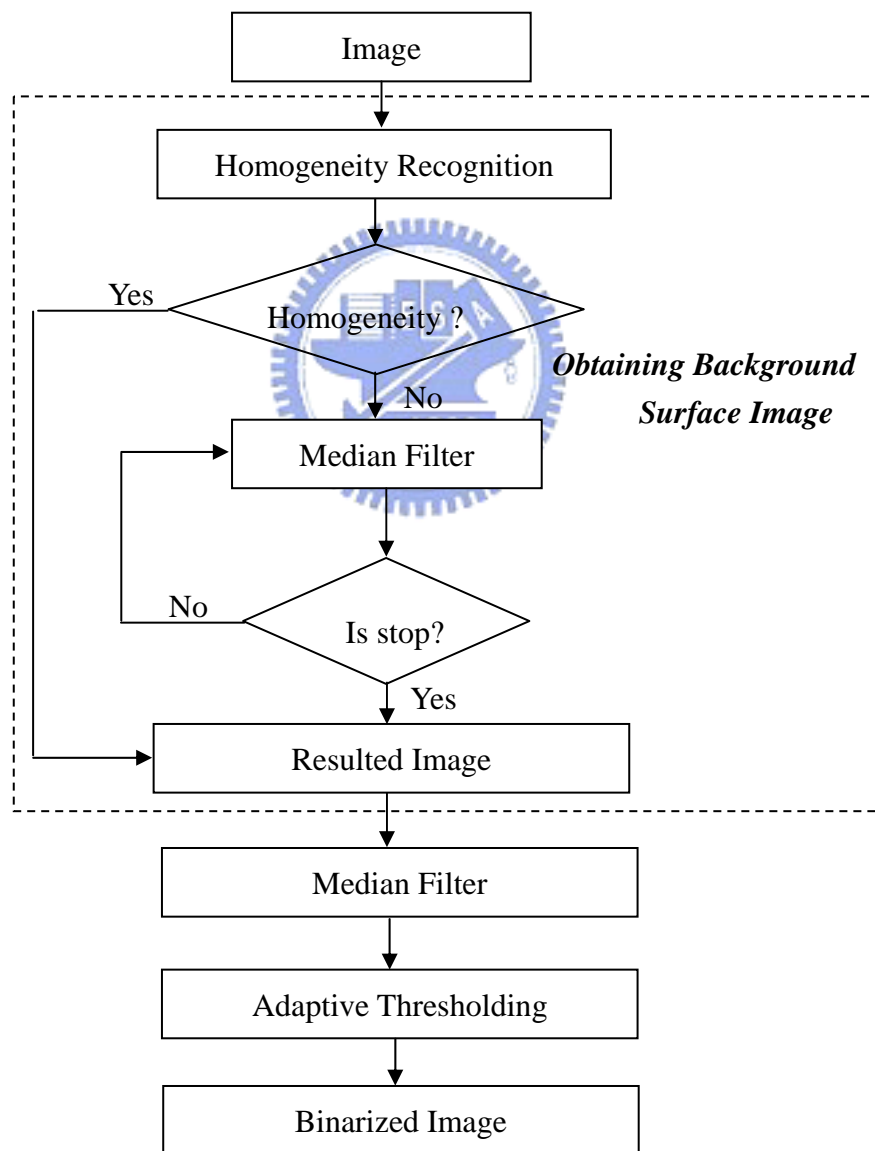 Image
Homogeneity Recognition
Yes
Homogeneity ?
Obtaining Background
Surface Image
No
Median Filter
No
Is stop?
Yes
Resulted Image
Median Filter
Adaptive Thresholding
Binarized Image